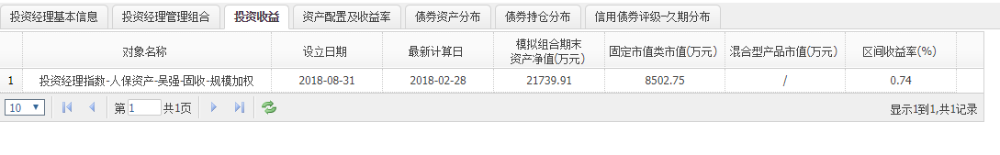 投资经理基本信息 投资经理管理组合 投资收益 资产配置及收益率 债券资产分布 债券持仓分布 信用债券评级-久期分布
对象名称 设立日期 最新计算日 模拟组合期末 固定市值类市值(万元) 混合型产品市值(万元) 区间收益率(%)
资产净值(万元)
1 投资经理指数-人保资产-吴强-固收-规模加权 2018-08-31 2018-02-28 21739.91 8502.75 / 0.74
10 第 1 共1页 显示1到1,共1记录